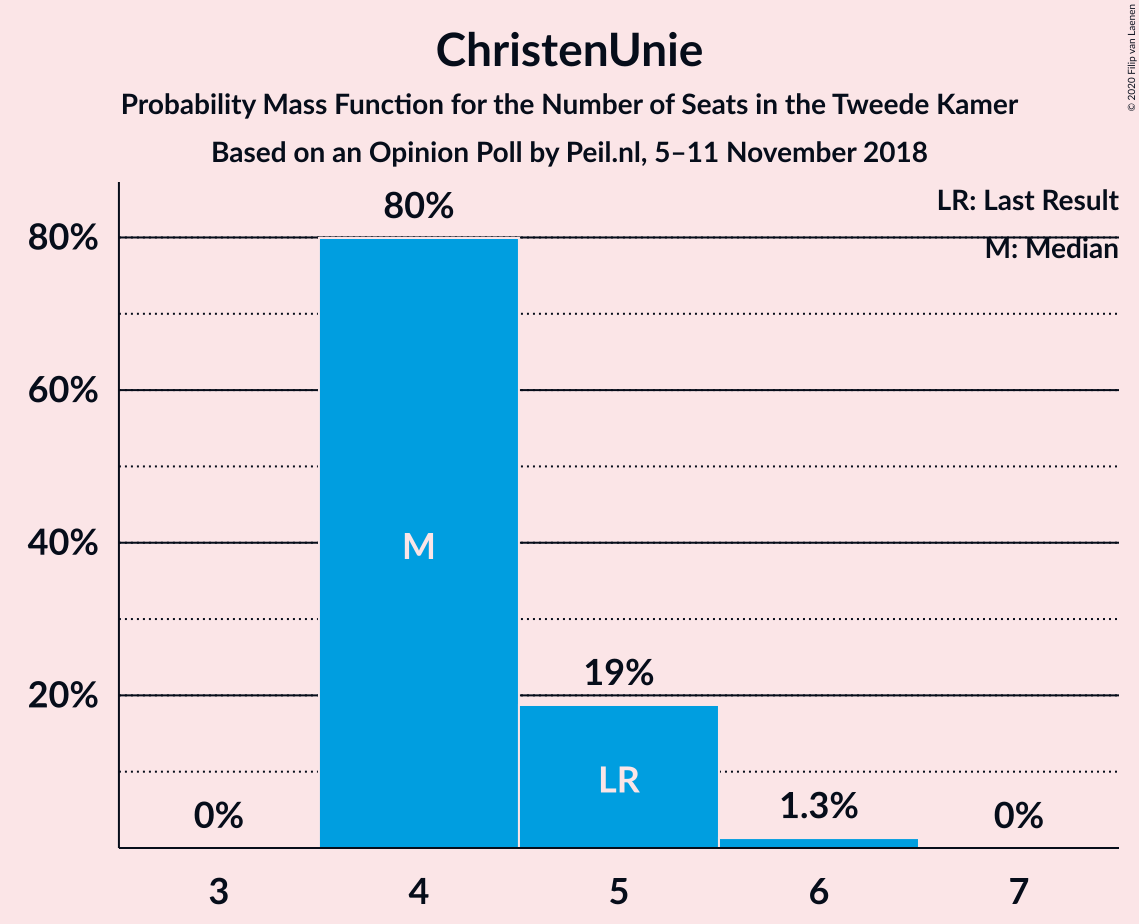 ChristenUnie
Probability Mass Function for the Number of Seats in the Tweede Kamer
Based on an Opinion Poll by Peil.nl, 5–11 November 2018
© 2020 Filip van Laenen
LR: Last Result
M: Median
80%
60%
40%
20%
0%
80%
M
19%
LR
1.3%
0%
3 4 5 6 7